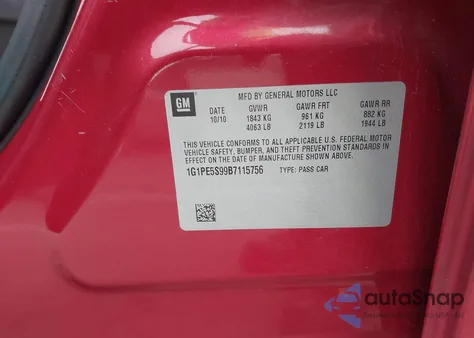 MFD BY GENERAL MOTORS LLC
GM
DATE GVWR GAWR FRT GAWR RR
10/10 1843 KG 961 KG 882 KG
4063 LB 2119 LB 1944 LB
THIS VEHICLE CONFORMS TO ALL APPLICABLE U.S. FEDERAL MOTOR
VEHICLE SAFETY, BUMPER, AND THEFT PREVENTION STANDARDS IN
EFFECT ON THE DATE OF MANUFACTURE SHOWN ABOVE.
1G1PE5S99B7115756 TYPE: PASS CAR
autoSnap